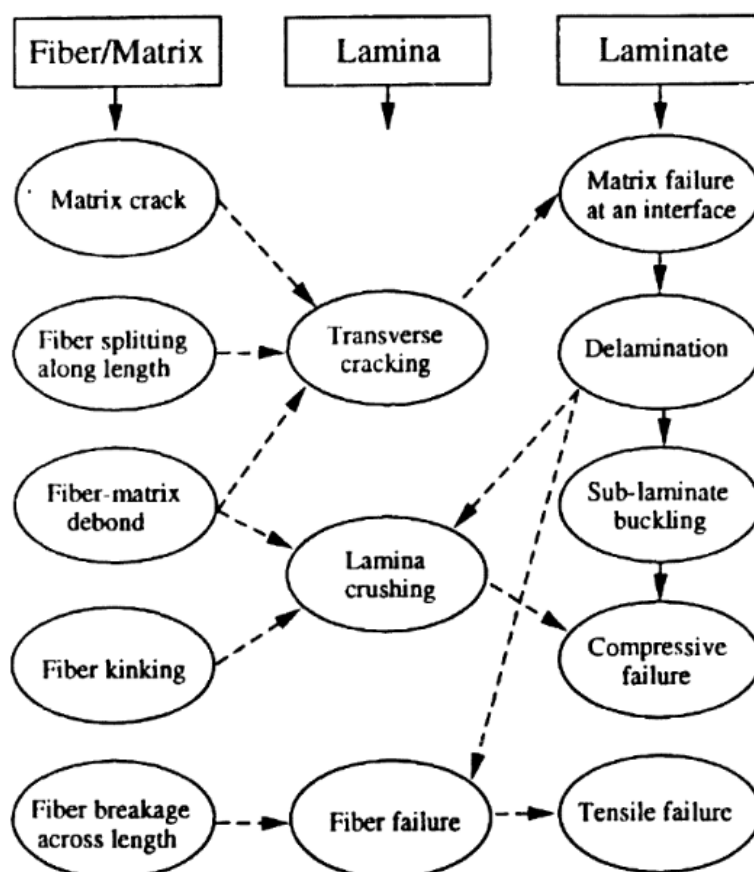 Fiber/Matrix
Lamina
Laminate
Matrix crack
Matrix failure
at an interface
Fiber splitting
along length
Transverse
cracking
Delamination
Fiber-matrix
debond
Sub-laminate
buckling
Lamina
crushing
Fiber kinking
Compressive
failure
Fiber breakage
across length
Fiber failure
Tensile failure